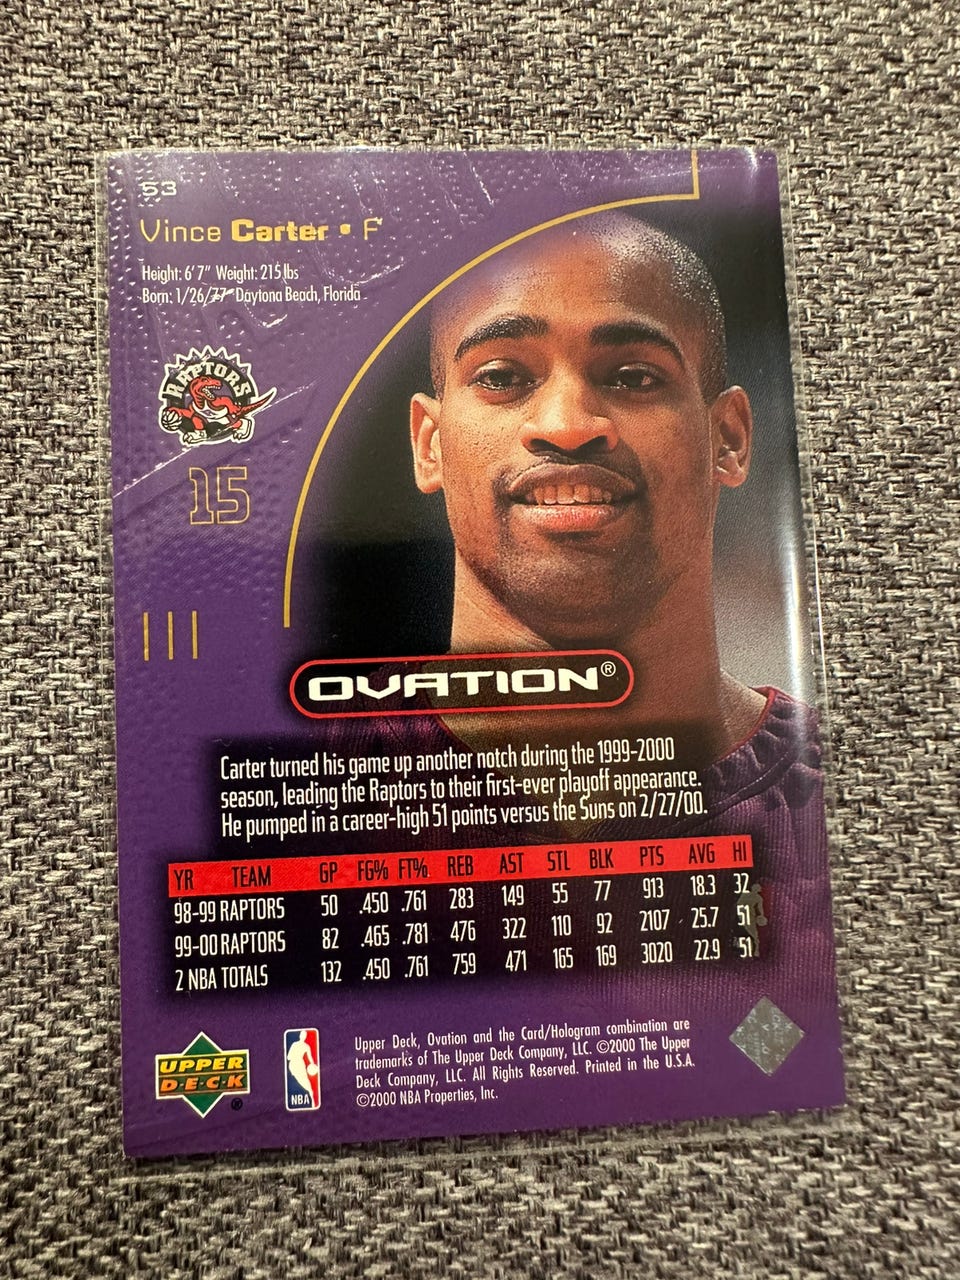 53
Vince Carter • F
Height: 6' 7" Weight: 215 lbs
Born: 1/26/77 Daytona Beach, Florida
RAPTORS
15
OVATION®
Carter turned his game up another notch during the 1999-2000
season, leading the Raptors to their first-ever playoff appearance.
He pumped in a career-high 51 points versus the Suns on 2/27/00.
YR TEAM GP FG% FT% REB AST STL BLK PTS AVG HI
98-99 RAPTORS 50 .450 .761 283 149 55 77 913 18.3 32
99-00 RAPTORS 82 .465 .781 476 322 110 92 2107 25.7 51
2 NBA TOTALS 132 .450 .761 759 471 165 169 3020 22.9 51
UPPER
DECK
®
NBA
Upper Deck, Ovation and the Card/Hologram combination are
trademarks of The Upper Deck Company, LLC. ©2000 The Upper
Deck Company, LLC. All Rights Reserved. Printed in the U.S.A.
©2000 NBA Properties, Inc.